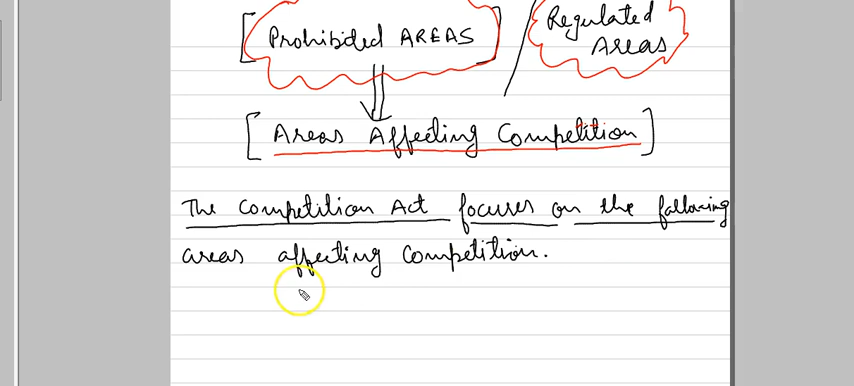 [Prohibited AREAS] / Regulated
Areas
[Areas Affecting Competition]
The Competition Act focuses on the following
areas affecting competition.